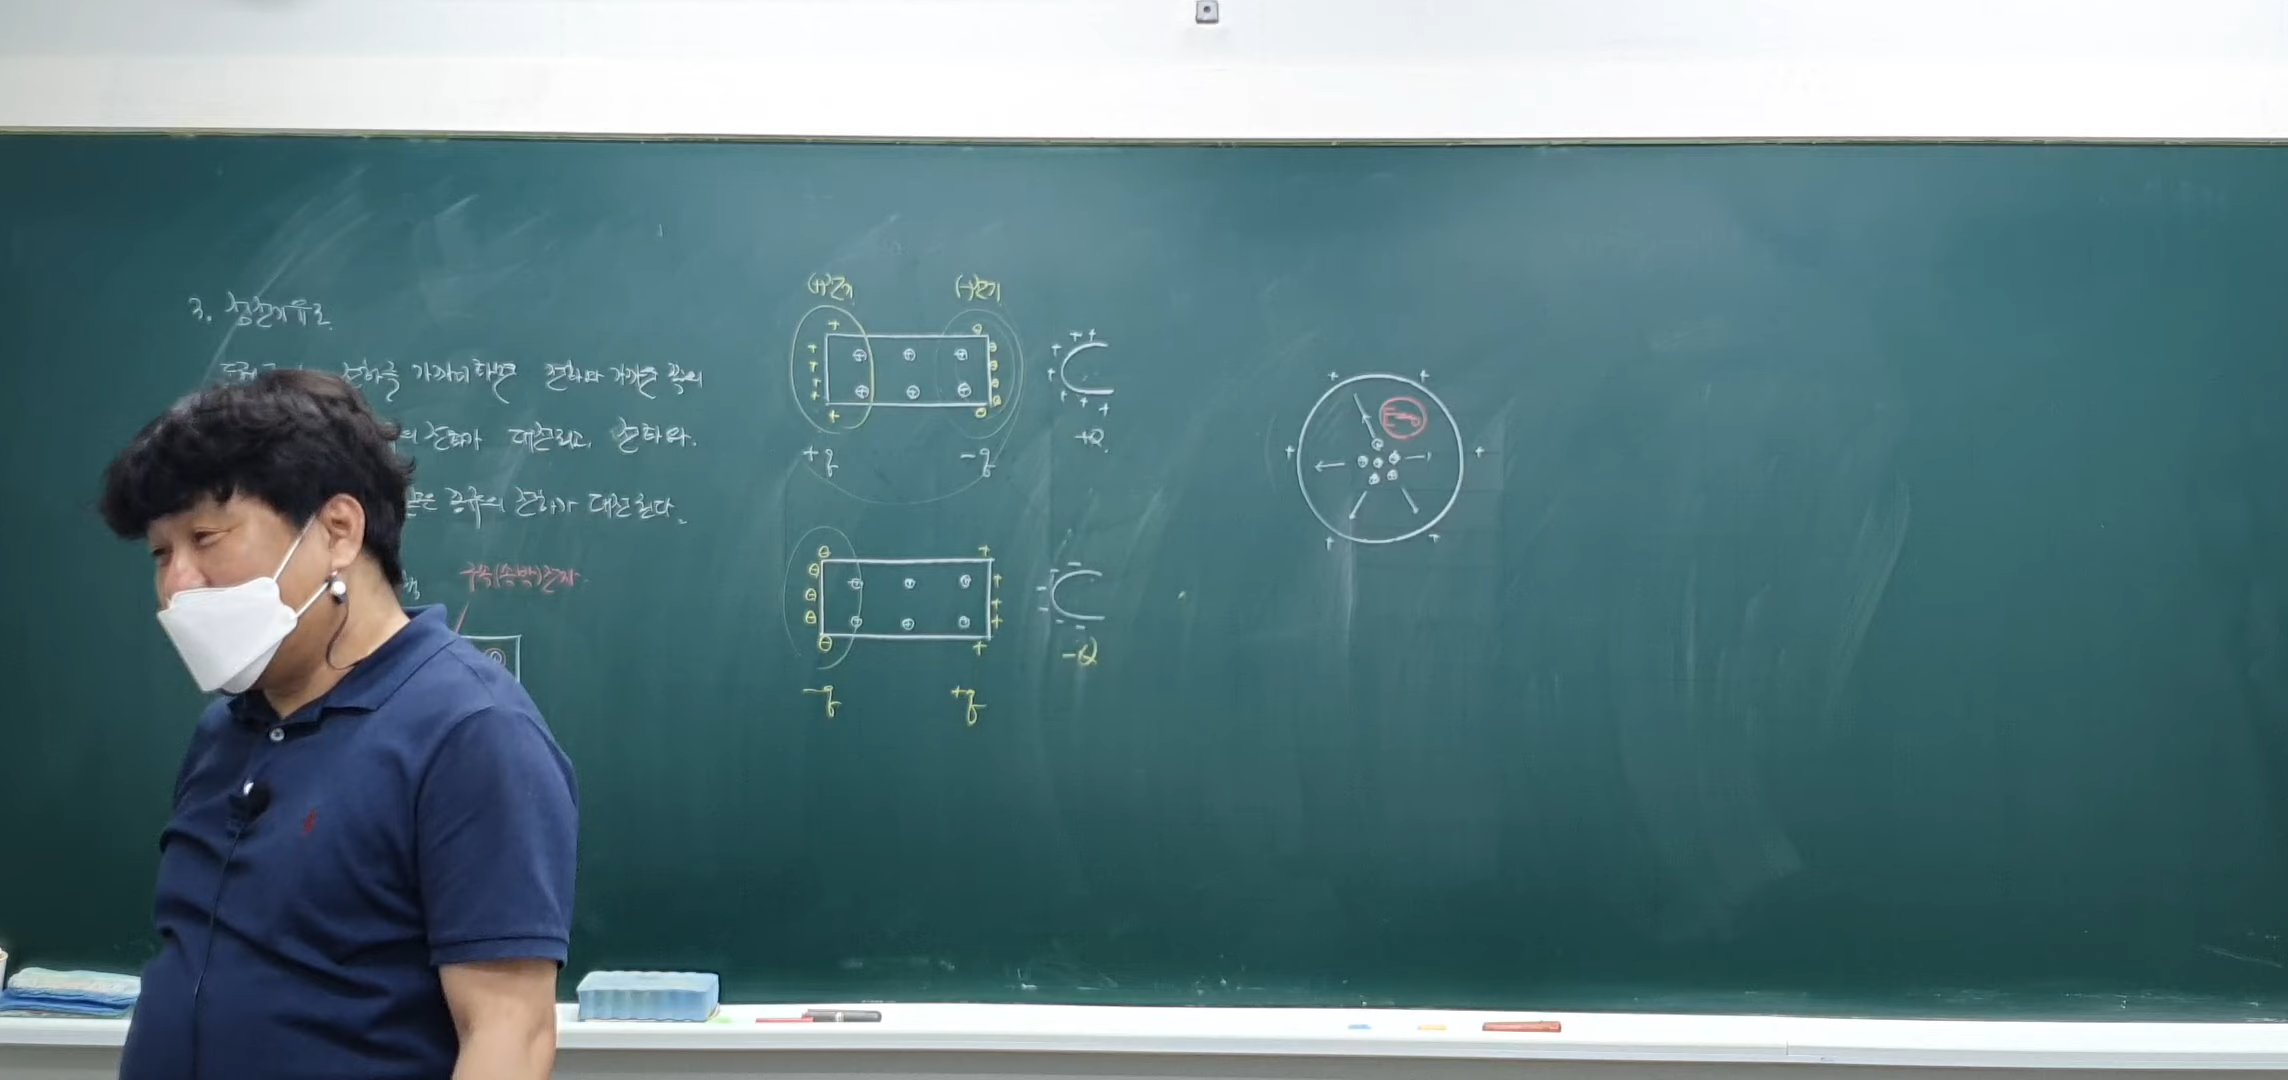 3. 정전기유도
전하를 가까이 하면 전하와 가까운 쪽의
의 전하가 대전되고, 전하와
같은 종류의 전하가 대전된다.
구속(속박)전자
(+)전기 (-)전기
+q -q +Q
-q +q -Q
E=0